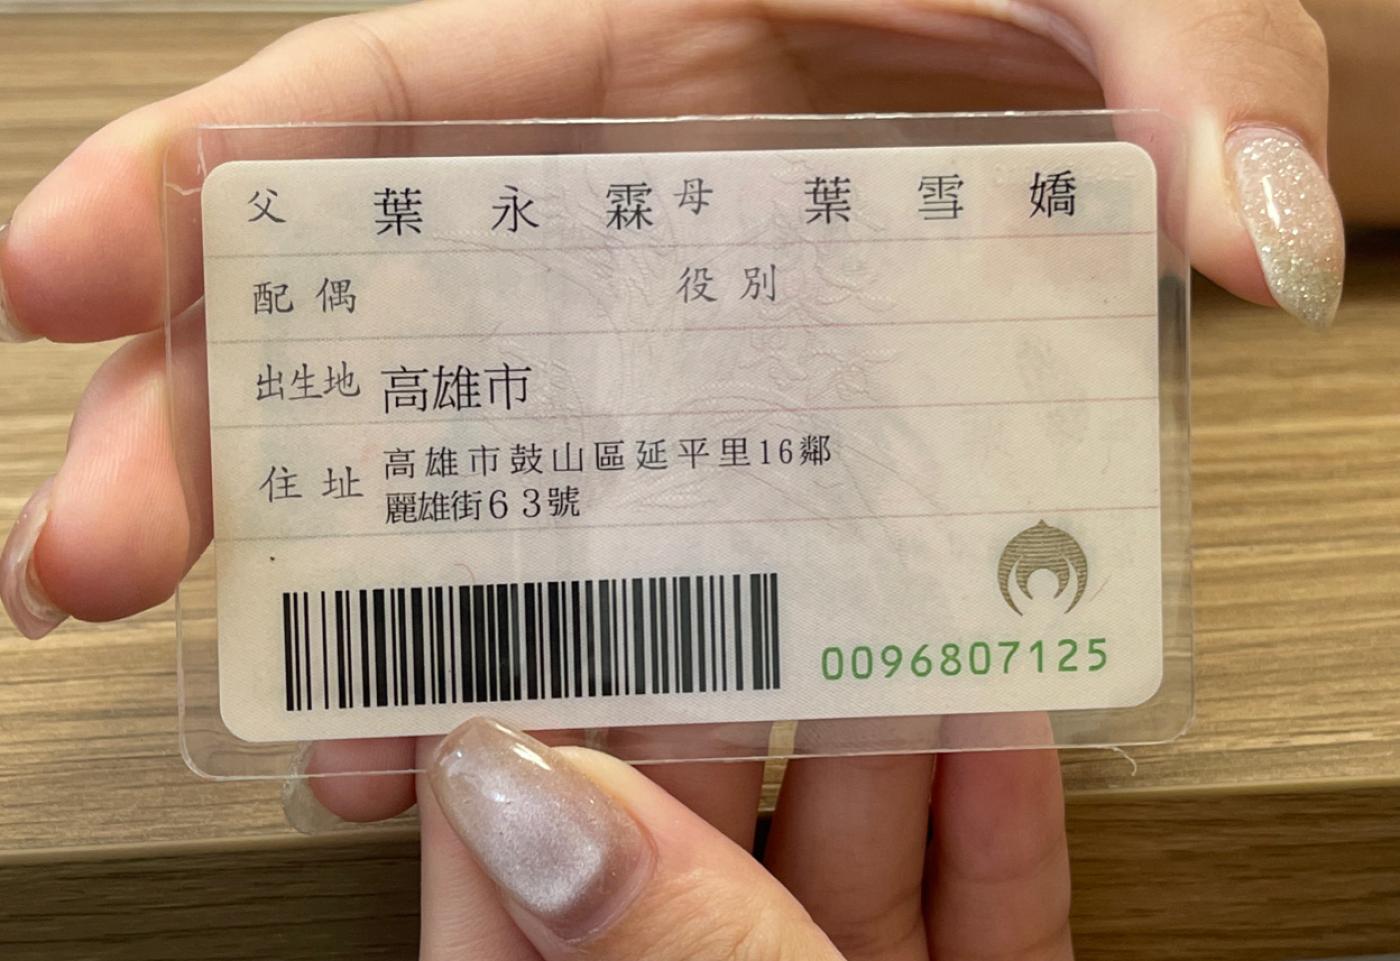 父 葉永霖 母 葉雪嬌
配偶 役別
出生地 高雄市
住址 高雄市鼓山區延平里16鄰
麗雄街63號
0096807125